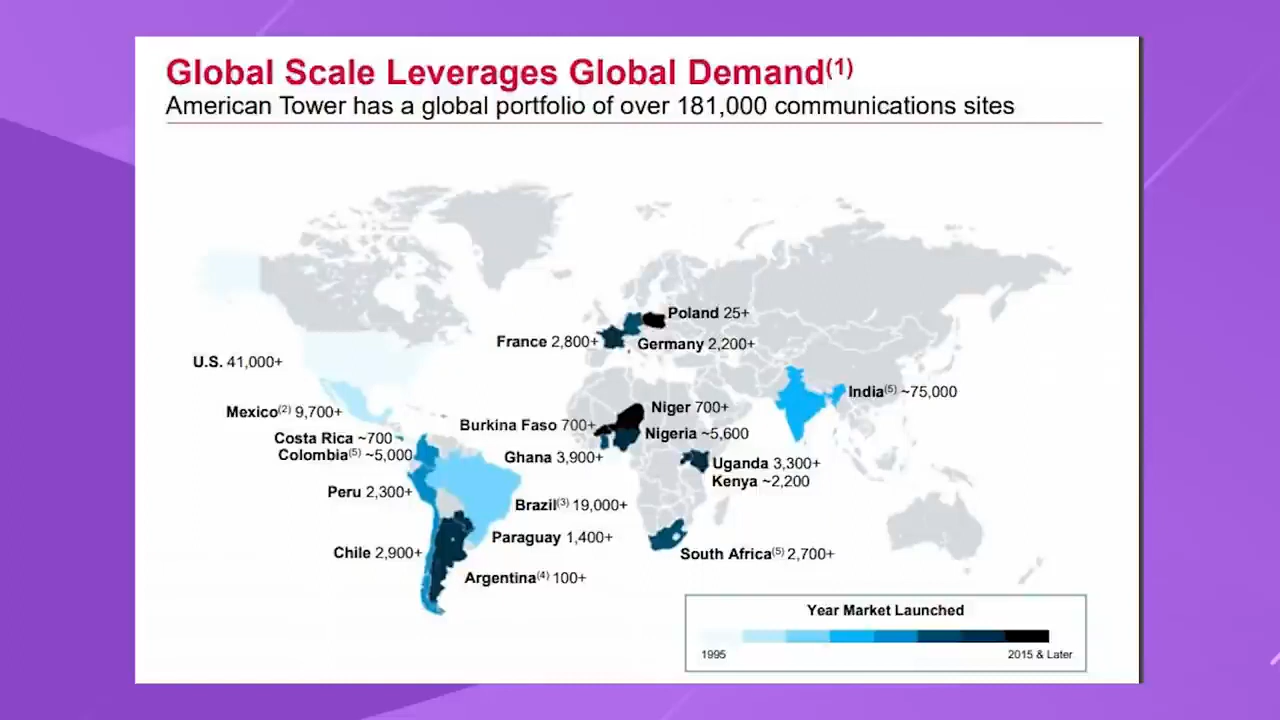 Global Scale Leverages Global Demand(1)
American Tower has a global portfolio of over 181,000 communications sites
Poland 25+
France 2,800+
Germany 2,200+
U.S. 41,000+
India(5) ~75,000
Mexico(2) 9,700+
Niger 700+
Burkina Faso 700+
Nigeria ~5,600
Costa Rica ~700
Colombia(5) ~5,000
Ghana 3,900+
Uganda 3,300+
Kenya ~2,200
Peru 2,300+
Brazil(3) 19,000+
Paraguay 1,400+
Chile 2,900+
South Africa(5) 2,700+
Argentina(4) 100+
Year Market Launched
1995
2015 & Later